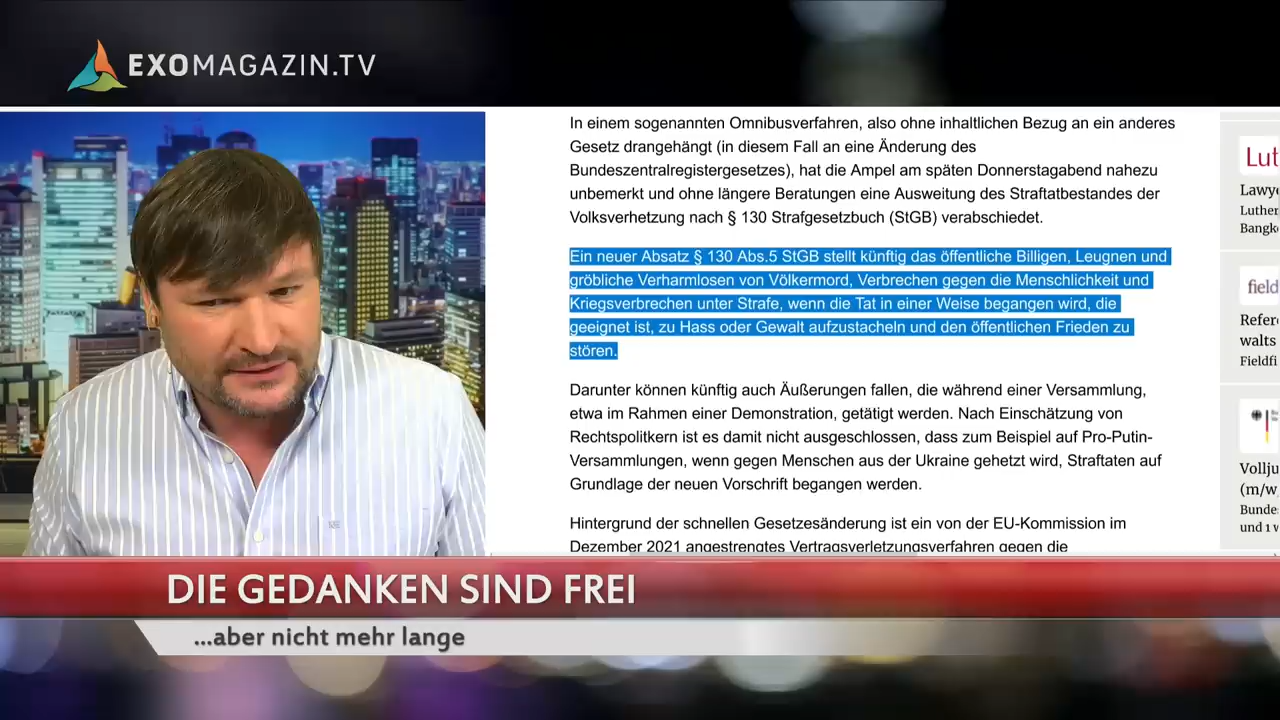 EXOMAGAZIN.TV
In einem sogenannten Omnibusverfahren, also ohne inhaltlichen Bezug an ein anderes
Gesetz drangehängt (in diesem Fall an eine Änderung des
Bundeszentralregistergesetzes), hat die Ampel am späten Donnerstagabend nahezu
unbemerkt und ohne längere Beratungen eine Ausweitung des Straftatbestandes der
Volksverhetzung nach § 130 Strafgesetzbuch (StGB) verabschiedet.
Ein neuer Absatz § 130 Abs.5 StGB stellt künftig das öffentliche Billigen, Leugnen und
gröbliche Verharmlosen von Völkermord, Verbrechen gegen die Menschlichkeit und
Kriegsverbrechen unter Strafe, wenn die Tat in einer Weise begangen wird, die
geeignet ist, zu Hass oder Gewalt aufzustacheln und den öffentlichen Frieden zu
stören.
Darunter können künftig auch Äußerungen fallen, die während einer Versammlung,
etwa im Rahmen einer Demonstration, getätigt werden. Nach Einschätzung von
Rechtspolitkern ist es damit nicht ausgeschlossen, dass zum Beispiel auf Pro-Putin-
Versammlungen, wenn gegen Menschen aus der Ukraine gehetzt wird, Straftaten auf
Grundlage der neuen Vorschrift begangen werden.
Hintergrund der schnellen Gesetzesänderung ist ein von der EU-Kommission im
Dezember 2021 angestrengtes Vertragsverletzungsverfahren gegen die
Lut
Lawye
Luther
Bangk
field
Refere
walts
Fieldfi
Vollju
(m/w,
Bunde
und 1 v
DIE GEDANKEN SIND FREI
...aber nicht mehr lange